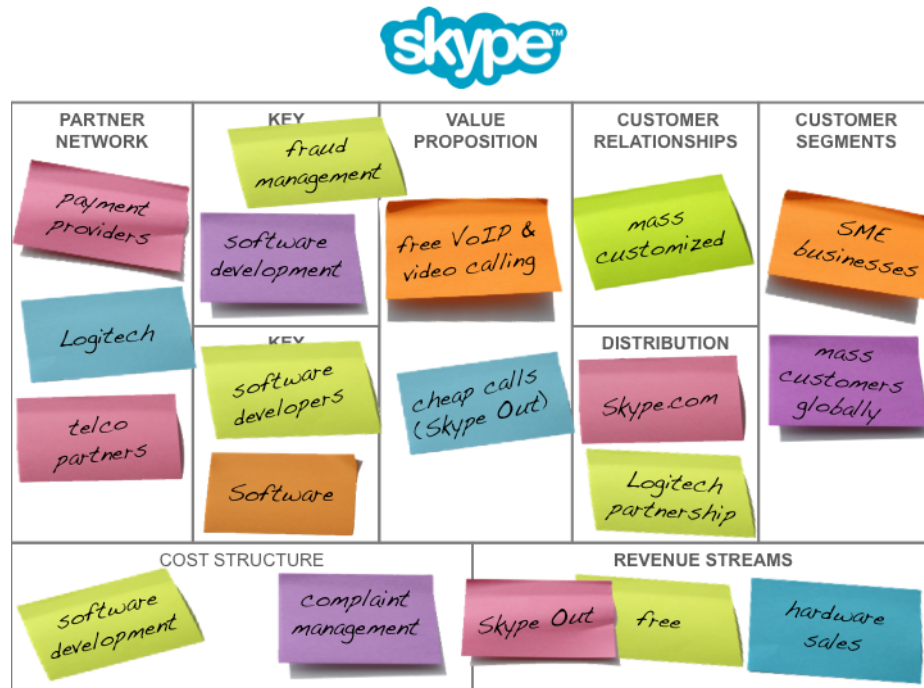 skype™
PARTNER
NETWORK
payment
providers
Logitech
telco
partners
KEY
fraud
management
software
development
KEY
software
developers
Software
VALUE
PROPOSITION
free VoIP &
video calling
cheap calls
(Skype Out)
CUSTOMER
RELATIONSHIPS
mass
customized
DISTRIBUTION
Skype.com
Logitech
partnership
CUSTOMER
SEGMENTS
SME
businesses
mass
customers
globally
COST STRUCTURE
software
development
complaint
management
REVENUE STREAMS
Skype Out
free
hardware
sales